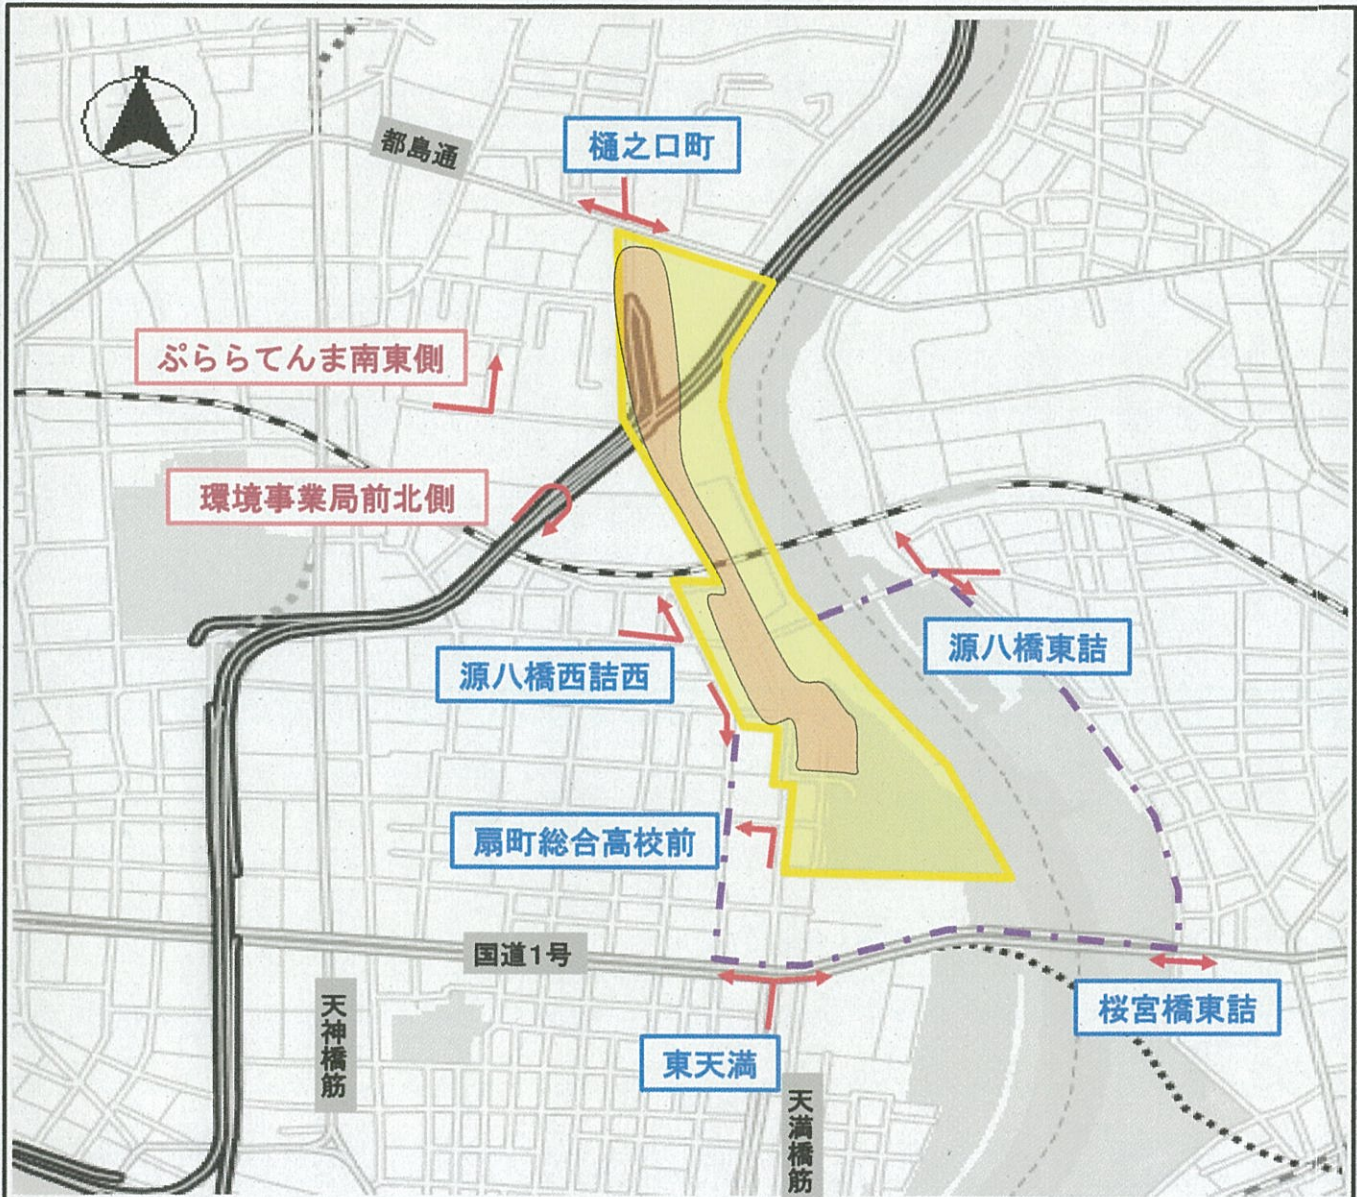 都島通
樋之口町
ぷららてんま南東側
環境事業局前北側
源八橋西詰西
源八橋東詰
扇町総合高校前
国道1号
桜宮橋東詰
天神橋筋
東天満
天満橋筋